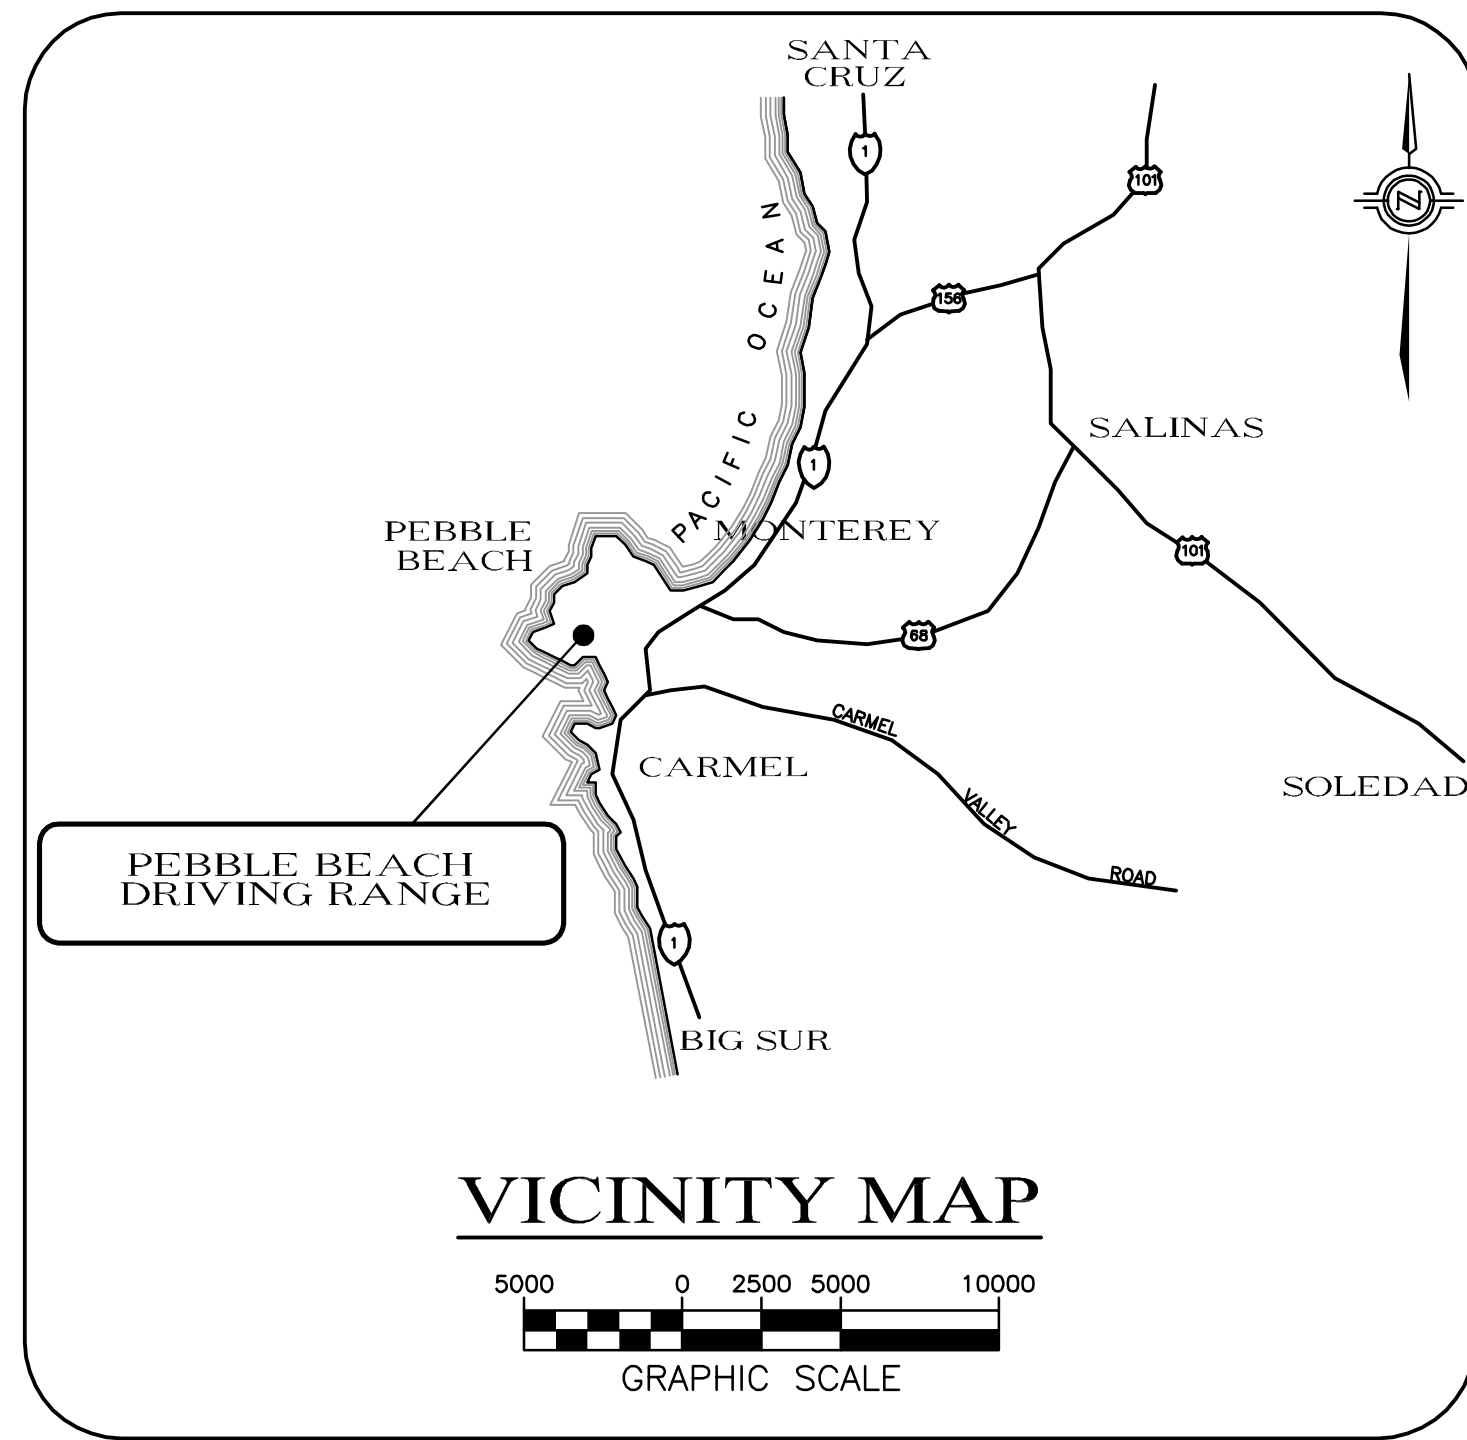 SANTA
CRUZ
1
101
N
156
PACIFIC OCEAN
SALINAS
1
PEBBLE
BEACH
MONTEREY
101
68
CARMEL
VALLEY
ROAD
CARMEL
SOLEDAD
PEBBLE BEACH
DRIVING RANGE
1
BIG SUR
VICINITY MAP
5000 0 2500 5000 10000
GRAPHIC SCALE